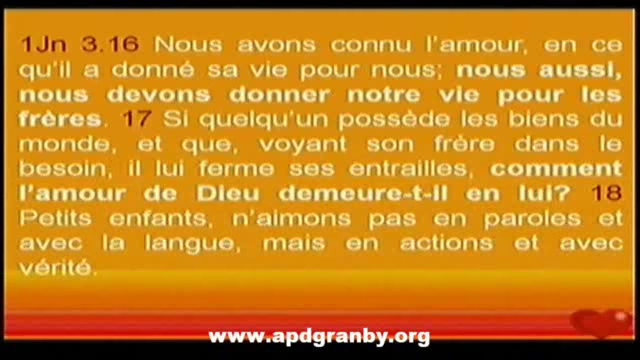 1Jn 3.16 Nous avons connu l’amour, en ce
qu’il a donné sa vie pour nous; nous aussi,
nous devons donner notre vie pour les
frères. 17 Si quelqu’un possède les biens du
monde, et que, voyant son frère dans le
besoin, il lui ferme ses entrailles, comment
l’amour de Dieu demeure-t-il en lui? 18
Petits enfants, n’aimons pas en paroles et
avec la langue, mais en actions et avec
vérité.
www.apdgranby.org